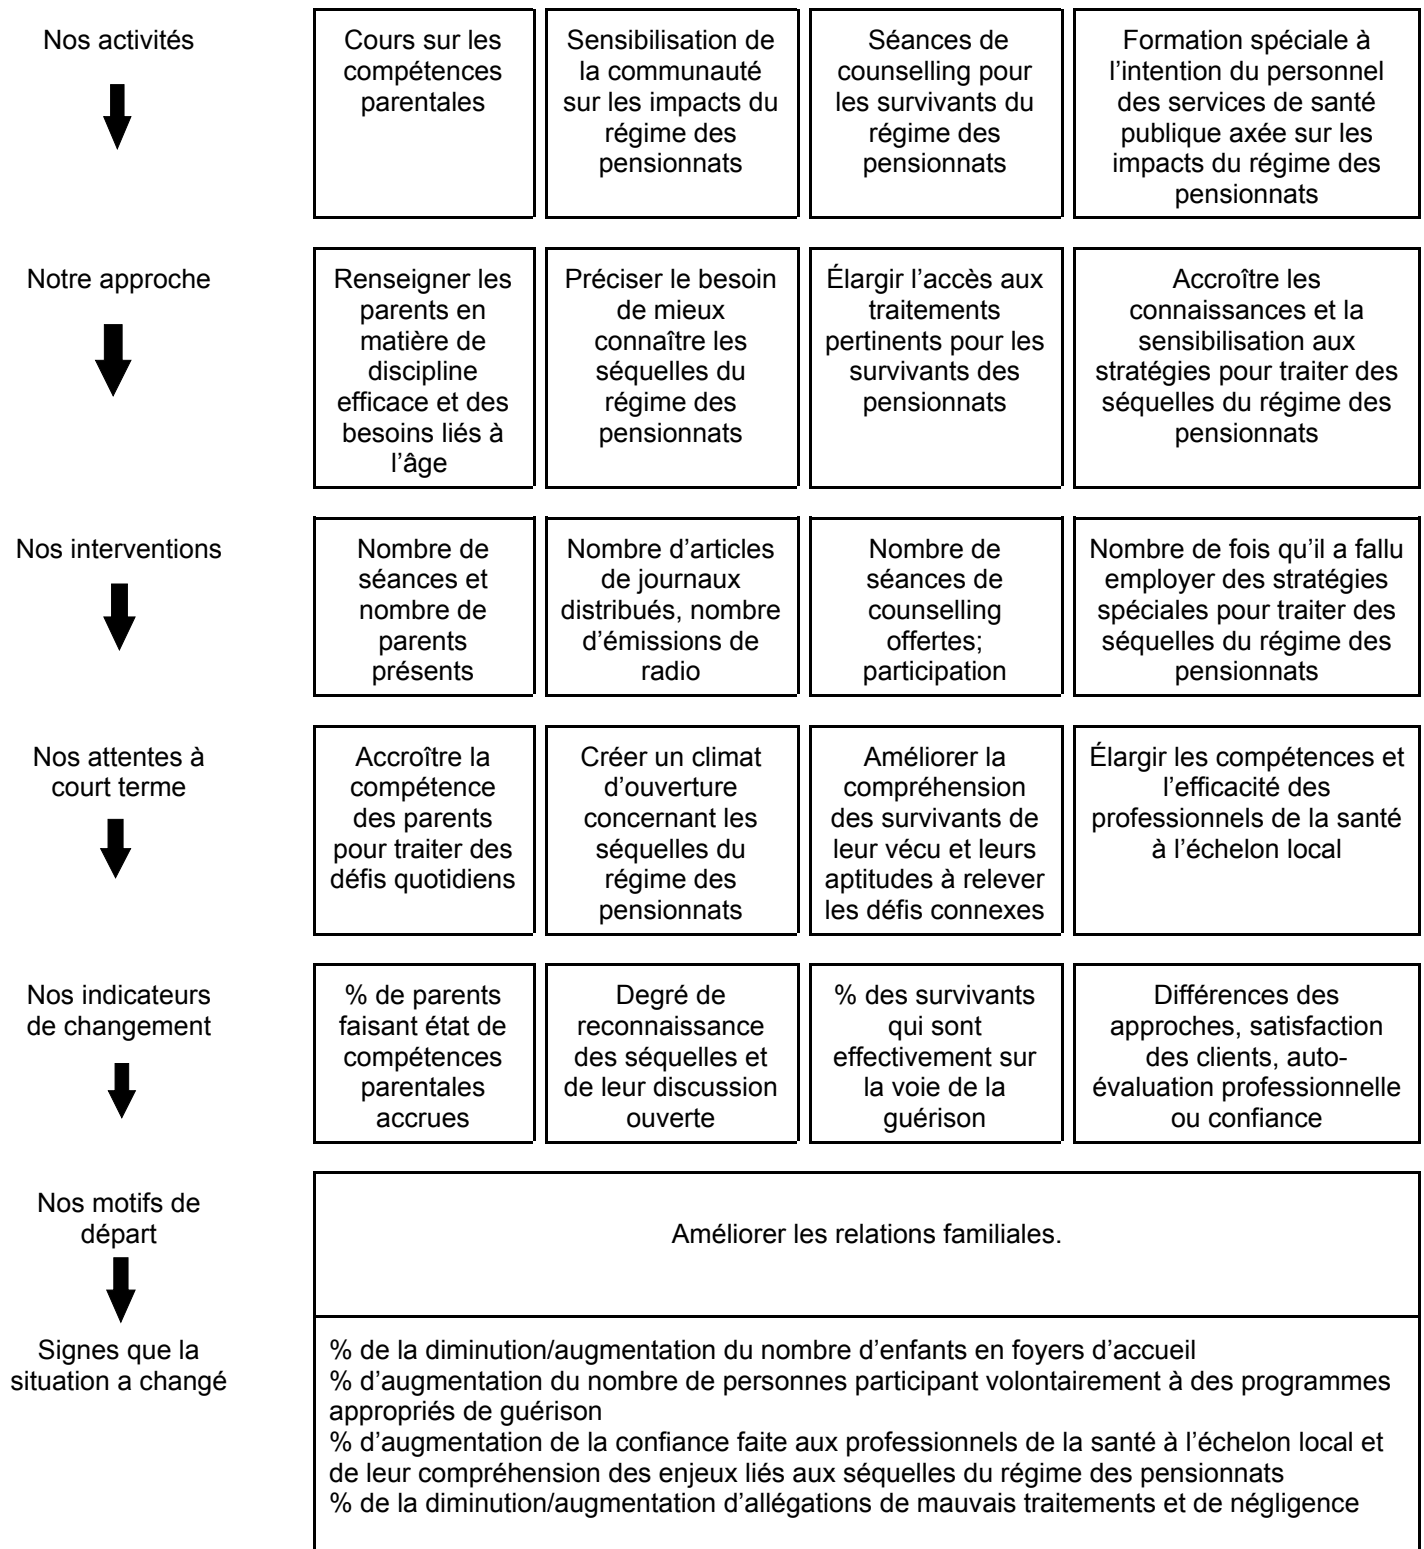 Nos activités
Cours sur les
compétences
parentales
Sensibilisation de
la communauté
sur les impacts du
régime des
pensionnats
Séances de
counselling pour
les survivants du
régime des
pensionnats
Formation spéciale à
l’intention du personnel
des services de santé
publique axée sur les
impacts du régime des
pensionnats
Notre approche
Renseigner les
parents en
matière de
discipline
efficace et des
besoins liés à
l’âge
Préciser le besoin
de mieux
connaître les
séquelles du
régime des
pensionnats
Élargir l’accès aux
traitements
pertinents pour les
survivants des
pensionnats
Accroître les
connaissances et la
sensibilisation aux
stratégies pour traiter des
séquelles du régime des
pensionnats
Nos interventions
Nombre de
séances et
nombre de
parents
présents
Nombre d’articles
de journaux
distribués, nombre
d’émissions de
radio
Nombre de
séances de
counselling
offertes;
participation
Nombre de fois qu’il a fallu
employer des stratégies
spéciales pour traiter des
séquelles du régime des
pensionnats
Nos attentes à
court terme
Accroître la
compétence
des parents
pour traiter des
défis quotidiens
Créer un climat
d’ouverture
concernant les
séquelles du
régime des
pensionnats
Améliorer la
compréhension
des survivants de
leur vécu et leurs
aptitudes à relever
les défis connexes
Élargir les compétences et
l’efficacité des
professionnels de la santé
à l’échelon local
Nos indicateurs
de changement
% de parents
faisant état de
compétences
parentales
accrues
Degré de
reconnaissance
des séquelles et
de leur discussion
ouverte
% des survivants
qui sont
effectivement sur
la voie de la
guérison
Différences des
approches, satisfaction
des clients, auto-
évaluation professionnelle
ou confiance
Nos motifs de
départ
Améliorer les relations familiales.
Signes que la
situation a changé
% de la diminution/augmentation du nombre d’enfants en foyers d’accueil
% d’augmentation du nombre de personnes participant volontairement à des programmes
appropriés de guérison
% d’augmentation de la confiance faite aux professionnels de la santé à l’échelon local et
de leur compréhension des enjeux liés aux séquelles du régime des pensionnats
% de la diminution/augmentation d’allégations de mauvais traitements et de négligence